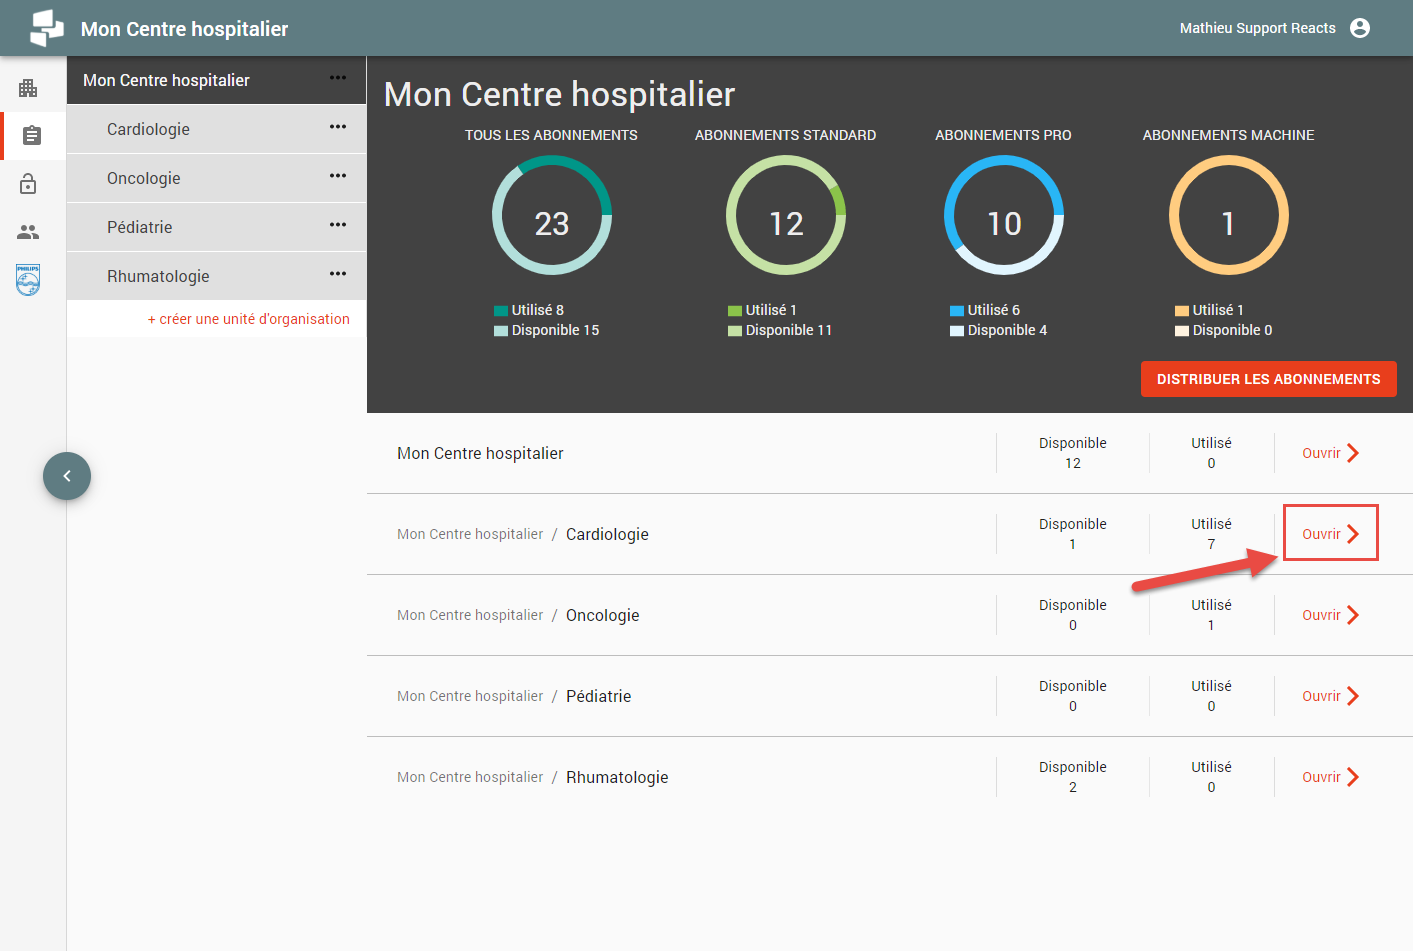 Mon Centre hospitalier
Mathieu Support Reacts
Mon Centre hospitalier
Cardiologie
Oncologie
Pédiatrie
Rhumatologie
+ créer une unité d'organisation
PHILIPS
Mon Centre hospitalier
TOUS LES ABONNEMENTS
23
Utilisé 8
Disponible 15
ABONNEMENTS STANDARD
12
Utilisé 1
Disponible 11
ABONNEMENTS PRO
10
Utilisé 6
Disponible 4
ABONNEMENTS MACHINE
1
Utilisé 1
Disponible 0
DISTRIBUER LES ABONNEMENTS
Mon Centre hospitalier
Disponible
12
Utilisé
0
Ouvrir
Mon Centre hospitalier / Cardiologie
Disponible
1
Utilisé
7
Ouvrir
Mon Centre hospitalier / Oncologie
Disponible
0
Utilisé
1
Ouvrir
Mon Centre hospitalier / Pédiatrie
Disponible
0
Utilisé
0
Ouvrir
Mon Centre hospitalier / Rhumatologie
Disponible
2
Utilisé
0
Ouvrir